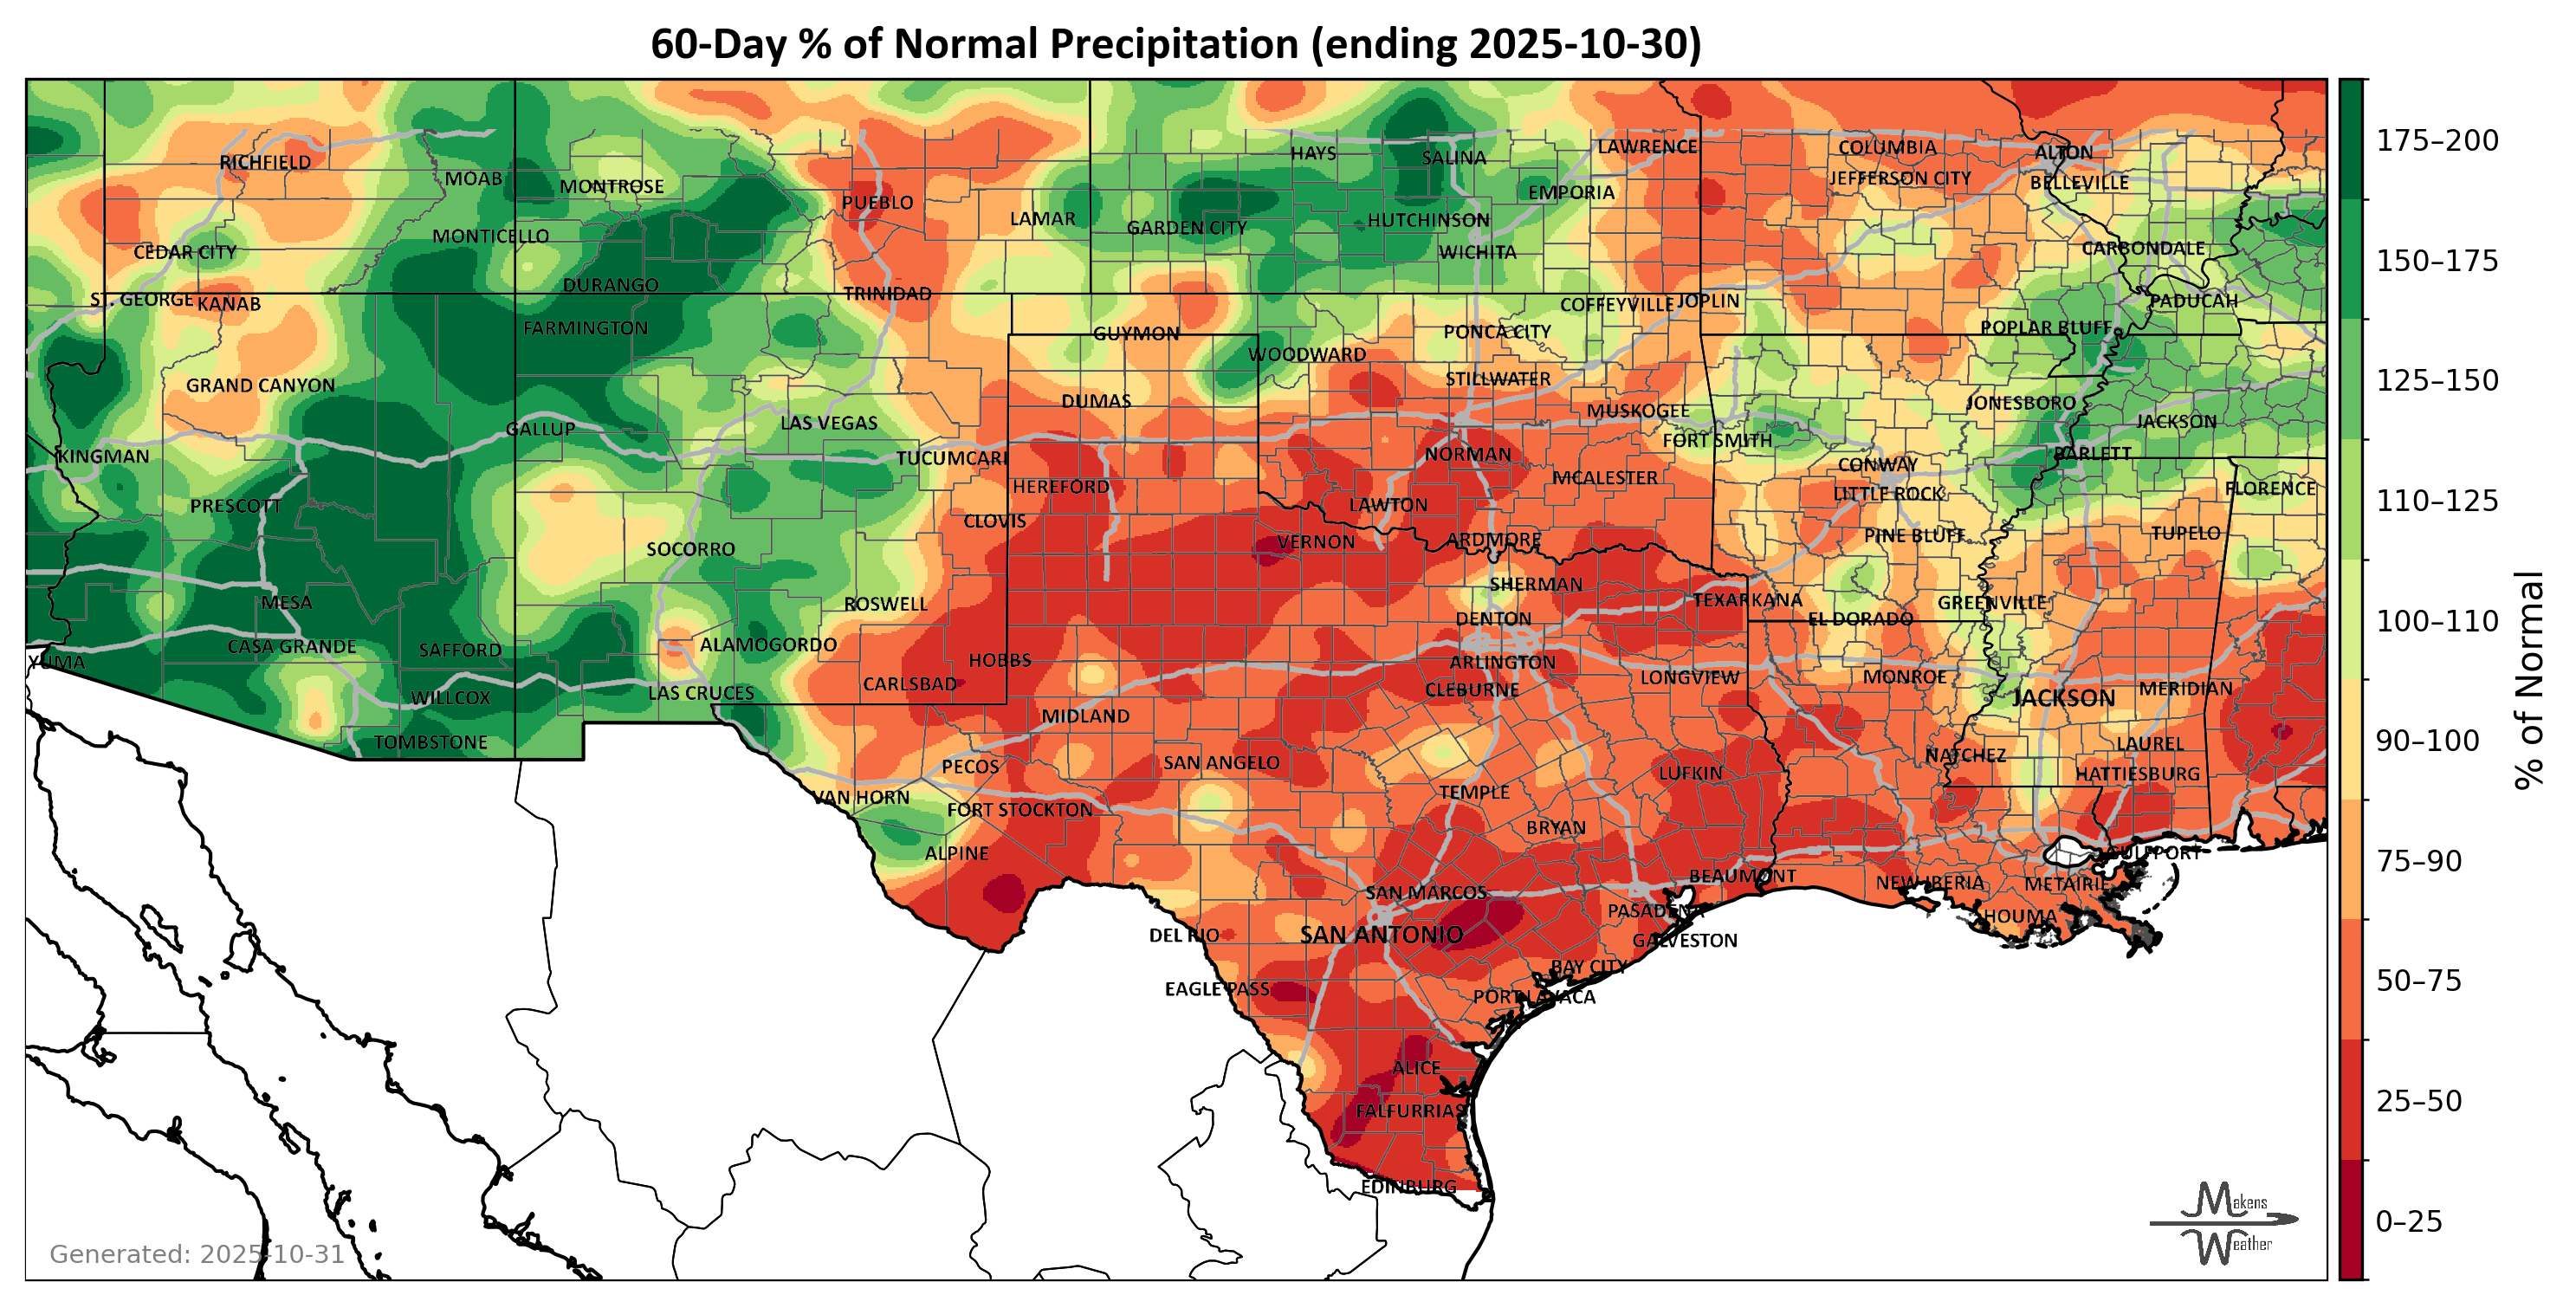 60-Day % of Normal Precipitation (ending 2025-10-30)
HAYS
SALINA
LAWRENCE
COLUMBIA
ALTON
RICHFIELD
MOAB
MONTROSE
JEFFERSON CITY
BELLEVILLE
PUEBLO
EMPORIA
LAMAR
GARDEN CITY
HUTCHINSON
MONTICELLO
CEDAR CITY
WICHITA
CARBONDALE
DURANGO
TRINIDAD
ST. GEORGE
KANAB
COFFEYVILLE
JOPLIN
PADUCAH
FARMINGTON
GUYMON
PONCA CITY
POPLAR BLUFF
WOODWARD
GRAND CANYON
STILLWATER
DUMAS
MUSKOGEE
JONESBORO
LAS VEGAS
JACKSON
GALLUP
FORT SMITH
KINGMAN
TUCUMCARI
NORMAN
BARLETT
CONWAY
HEREFORD
MCALESTER
LITTLE ROCK
FLORENCE
PRESCOTT
LAWTON
CLOVIS
PINE BLUFF
TUPELO
SOCORRO
VERNON
ARDMORE
SHERMAN
MESA
ROSWELL
TEXARKANA
GREENVILLE
DENTON
EL DORADO
CASA GRANDE
SAFFORD
ALAMOGORDO
YUMA
HOBBS
ARLINGTON
CARLSBAD
CLEBURNE
LONGVIEW
MONROE
MERIDIAN
WILLCOX
LAS CRUCES
JACKSON
MIDLAND
TOMBSTONE
NATCHEZ
LAUREL
PECOS
SAN ANGELO
LUFKIN
HATTIESBURG
VAN HORN
FORT STOCKTON
TEMPLE
BRYAN
ALPINE
GULFPORT
BEAUMONT
SAN MARCOS
NEW IBERIA
METAIRIE
PASADENA
HOUMA
DEL RIO
SAN ANTONIO
GALVESTON
BAY CITY
EAGLE PASS
PORT LAVACA
ALICE
FALFURRIAS
EDINBURG
175–200
150–175
125–150
110–125
100–110
90–100
75–90
50–75
25–50
0–25
% of Normal
Generated: 2025-10-31
Makens
Weather